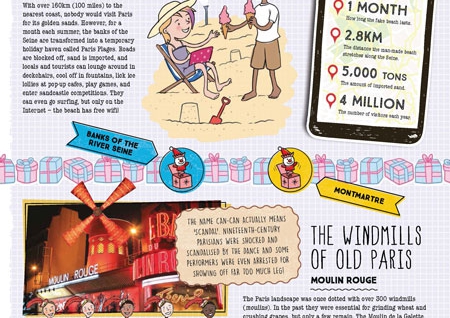 With over 160km (100 miles) to the
nearest coast, nobody would visit Paris
for its golden sands. However, for a
month each summer, the banks of the
Seine are transformed into a temporary
holiday haven called Paris Plages. Roads
are blocked off, sand is imported, and
locals and tourists can lounge around in
deckchairs, cool off in fountains, lick ice
lollies at pop-up cafes, play games, and
enter sandcastle competitions. They
can even go surfing, but only on the
Internet – the beach has free wifi!
1 MONTH
How long the fake beach lasts.
2.8KM
The distance the man-made beach
stretches along the Seine.
5,000 TONS
The amount of imported sand.
4 MILLION
The number of visitors each year.
BANKS OF THE
RIVER SEINE
MONTMARTRE
MOULIN ROUGE
THE NAME CAN-CAN ACTUALLY MEANS
'SCANDAL'. NINETEENTH-CENTURY
PARISIANS WERE SHOCKED AND
SCANDALISED BY THE DANCE AND SOME
PERFORMERS WERE EVEN ARRESTED FOR
SHOWING OFF FAR TOO MUCH LEG!
THE WINDMILLS
OF OLD PARIS
MOULIN ROUGE
The Paris landscape was once dotted with over 300 windmills
(moulins). In the past they were essential for grinding wheat and
crushing grapes, but only a few remain. The Moulin de la Galette